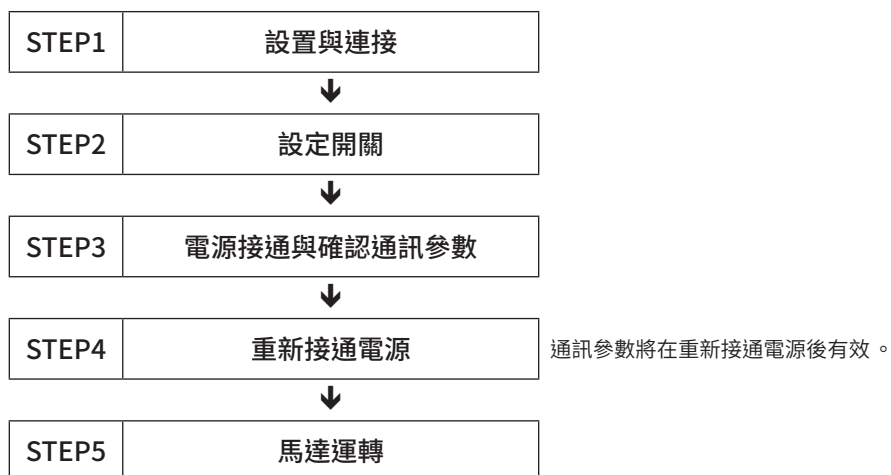 STEP1 設置與連接
STEP2 設定開關
STEP3 電源接通與確認通訊參數
STEP4 重新接通電源 通訊參數將在重新接通電源後有效。
STEP5 馬達運轉